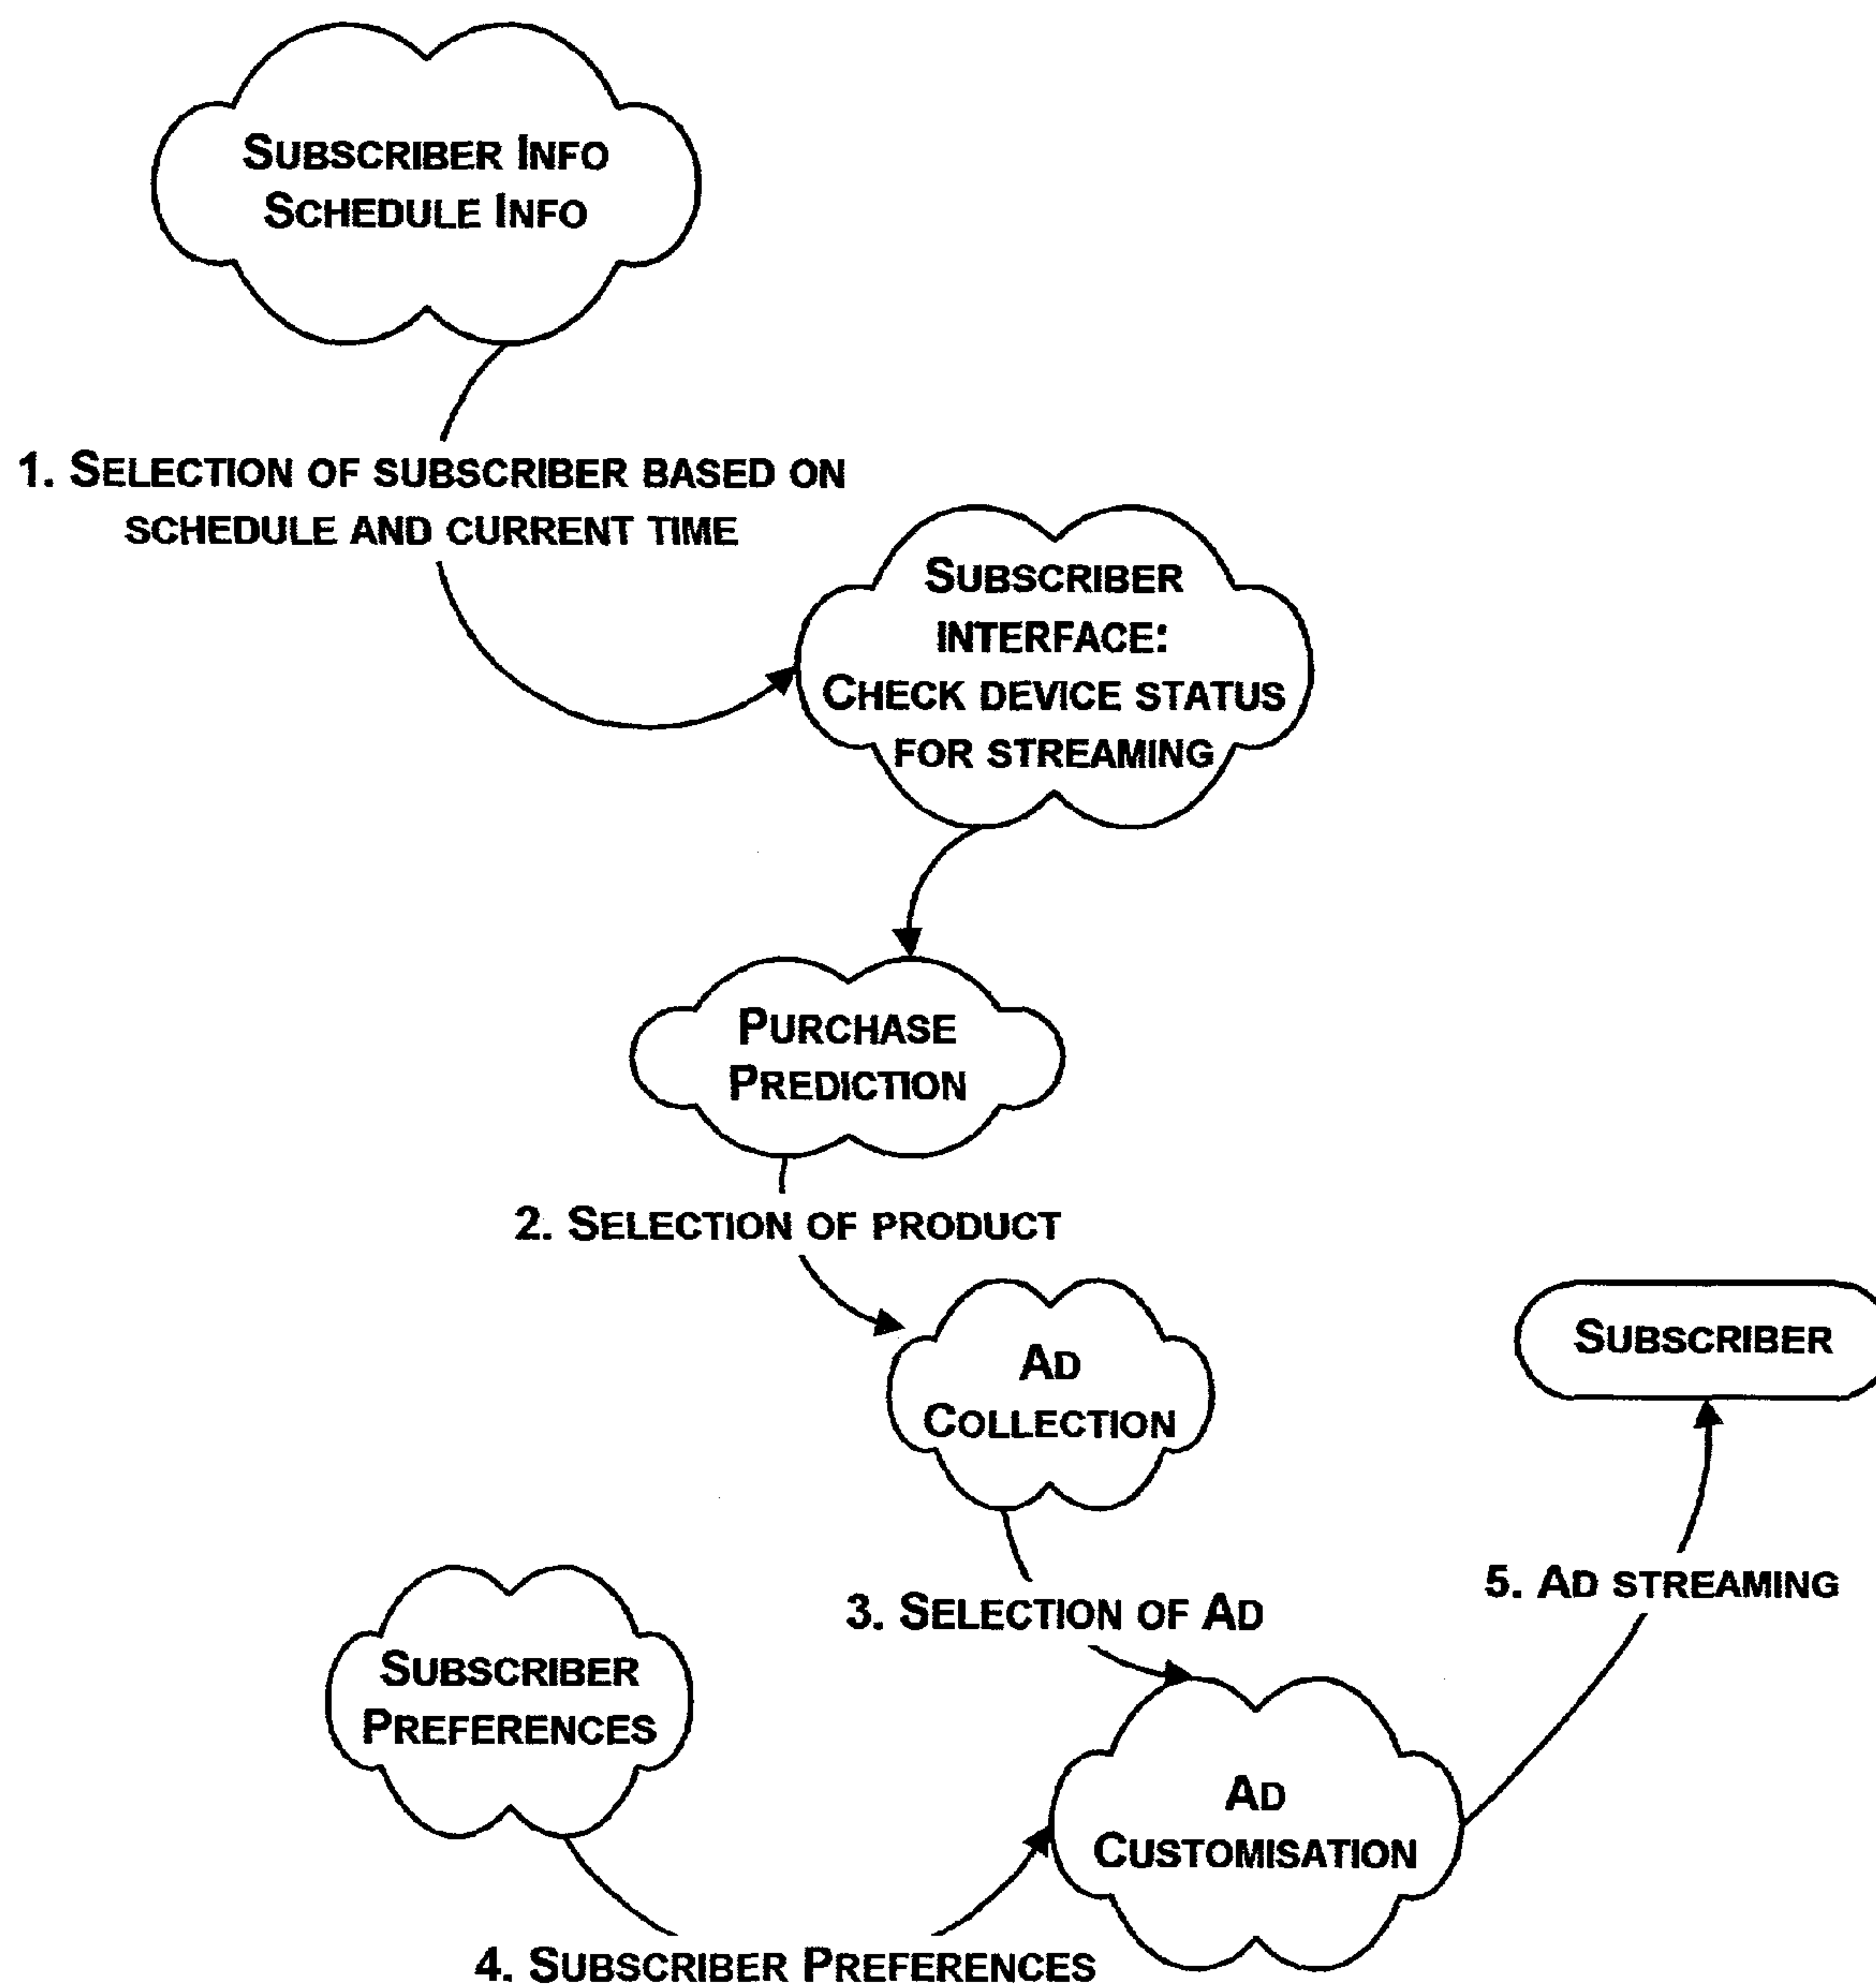 SUBSCRIBER INFO
SCHEDULE INFO
1. SELECTION OF SUBSCRIBER BASED ON
SCHEDULE AND CURRENT TIME
SUBSCRIBER
INTERFACE:
CHECK DEVICE STATUS
FOR STREAMING
PURCHASE
PREDICTION
2. SELECTION OF PRODUCT
AD
COLLECTION
SUBSCRIBER
3. SELECTION OF AD
5. AD STREAMING
SUBSCRIBER
PREFERENCES
AD
CUSTOMISATION
4. SUBSCRIBER PREFERENCES